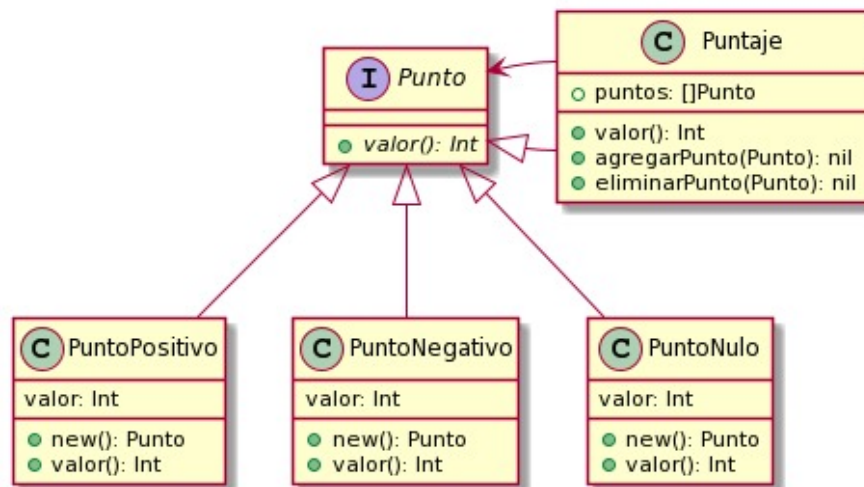 I Punto
valor(): Int
C Puntaje
puntos: []Punto
valor(): Int
agregarPunto(Punto): nil
eliminarPunto(Punto): nil
C PuntoPositivo
valor: Int
new(): Punto
valor(): Int
C PuntoNegativo
valor: Int
new(): Punto
valor(): Int
C PuntoNulo
valor: Int
new(): Punto
valor(): Int